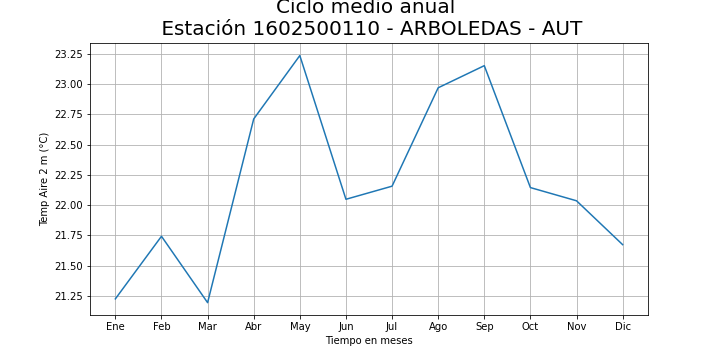 Ciclo medio anual
Estación 1602500110 - ARBOLEDAS - AUT
23.25
23.00
22.75
22.50
22.25
22.00
21.75
21.50
21.25
Temp Aire 2 m (°C)
Ene Feb Mar Abr May Jun Jul Ago Sep Oct Nov Dic
Tiempo en meses